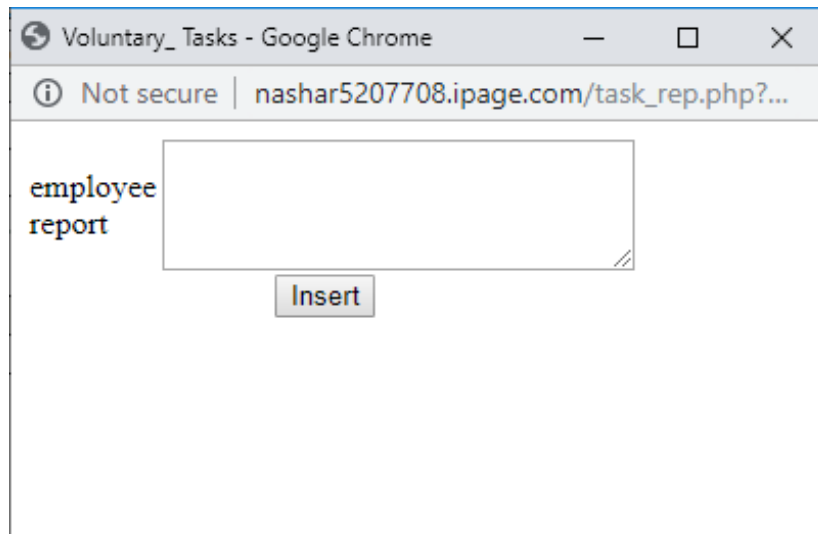 Voluntary_ Tasks - Google Chrome
Not secure | nashar5207708.ipage.com/task_rep.php?...
employee
report
Insert